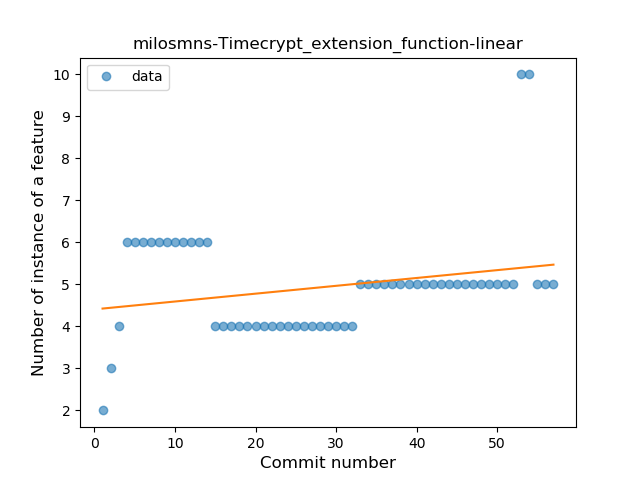 milosmns-Timecrypt_extension_function-linear
data
Number of instance of a feature
10
9
8
7
6
5
4
3
2
0 10 20 30 40 50
Commit number